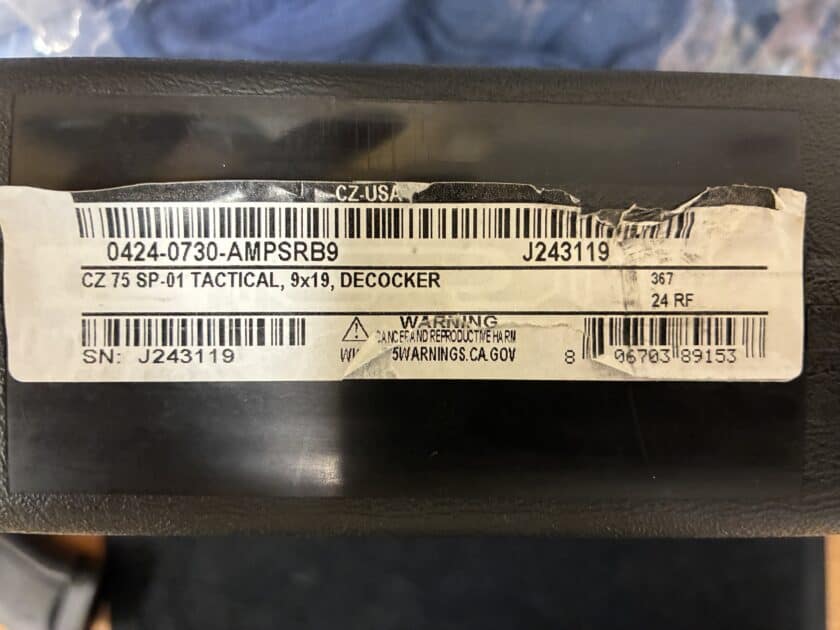 CZ-USA
0424-0730-AMPSRB9 J243119
CZ 75 SP-01 TACTICAL, 9x19, DECOCKER 367
24 RF
WARNING
CANCER AND REPRODUCTIVE HARM
SN: J243119 5WARNINGS.CA.GOV 8 06703 89153